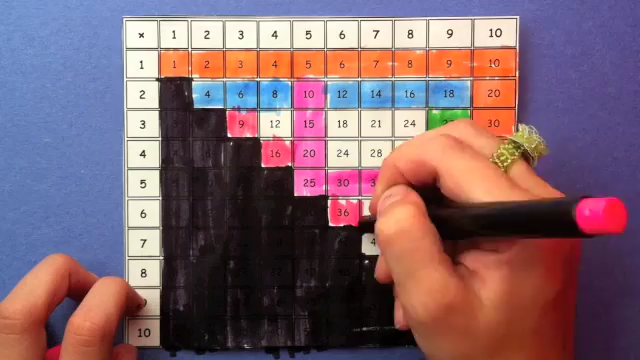 × 1 2 3 4 5 6 7 8 9 10
1 1 2 3 4 5 6 7 8 9 10
2 4 6 8 10 12 14 16 18 20
3 9 12 15 18 21 24 30
4 16 20 24 28
5 25 30
6 36
7
8
10